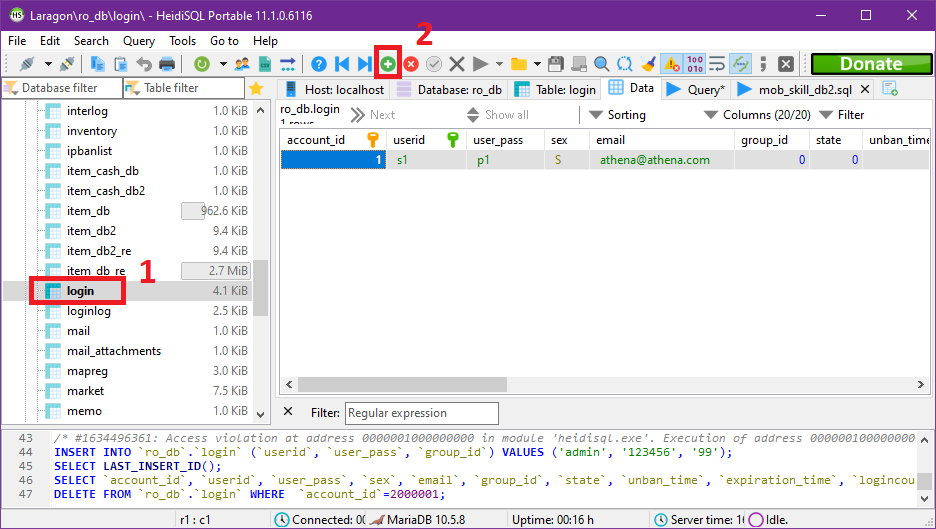 Laragon\ro_db\login\ - HeidiSQL Portable 11.1.0.6116
File Edit Search Query Tools Go to Help
2
Donate
Database filter Table filter
Host: localhost Database: ro_db Table: login Data Query* mob_skill_db2.sql
interlog 1.0 KiB
inventory 1.0 KiB
ipbanlist 1.0 KiB
item_cash_db 1.0 KiB
item_cash_db2 1.0 KiB
item_db 962.6 KiB
item_db2 9.4 KiB
item_db2_re 9.4 KiB
item_db_re 2.7 MiB
1
login 4.1 KiB
loginlog 2.5 KiB
mail 1.0 KiB
mail_attachments 1.0 KiB
mapreg 3.0 KiB
market 7.5 KiB
memo 1.0 KiB
ro_db.login Next Show all Sorting Columns (20/20) Filter
1 rows
account_id userid user_pass sex email group_id state unban_time
1 s1 p1 S athena@athena.com 0 0
Filter: Regular expression
43 /* #1634496361: Access violation at address 0000001000000000 in module 'heidisql.exe'. Execution of address 0000001000000000
44 INSERT INTO `ro_db`.`login` (`userid`, `user_pass`, `group_id`) VALUES ('admin', '123456', '99');
45 SELECT LAST_INSERT_ID();
46 SELECT `account_id`, `userid`, `user_pass`, `sex`, `email`, `group_id`, `state`, `unban_time`, `expiration_time`, `logincou
47 DELETE FROM `ro_db`.`login` WHERE `account_id`=2000001;
r1 : c1 Connected: 00 MariaDB 10.5.8 Uptime: 00:16 h Server time: 1 Idle.